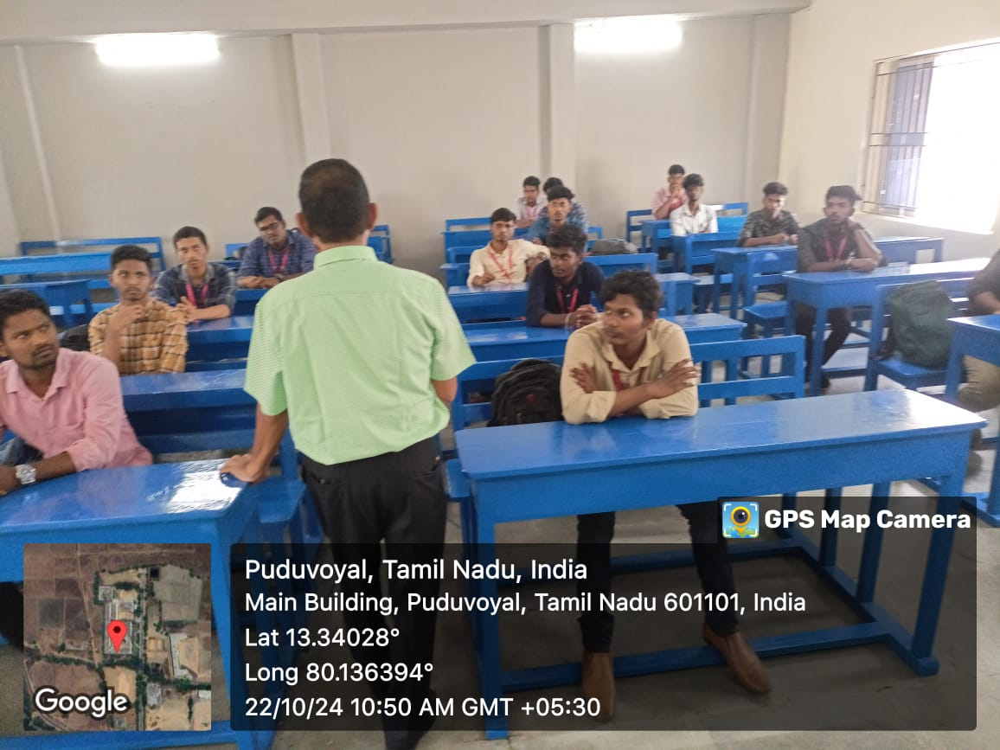 GPS Map Camera
Puduvoyal, Tamil Nadu, India
Main Building, Puduvoyal, Tamil Nadu 601101, India
Lat 13.34028°
Long 80.136394°
22/10/24 10:50 AM GMT +05:30
Google